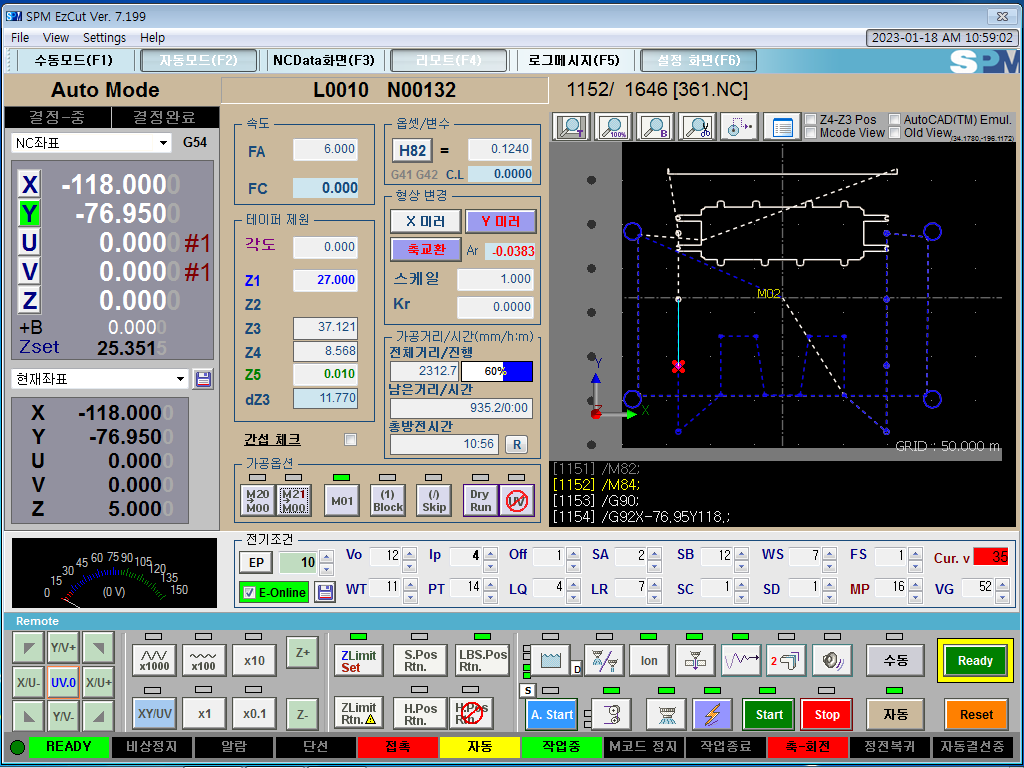 SPM EzCut Ver. 7.199
File View Settings Help
2023-01-18 AM 10:59:02
수동모드(F1) 자동모드(F2) NCData화면(F3) 리모트(F4) 로그메시지(F5) 설정 화면(F6) SPM
Auto Mode
L0010 N00132
1152/ 1646 [361.NC]
결정-중 결정완료
NC좌표 G54
X -118.0000
Y -76.9500
U 0.0000 #1
V 0.0000 #1
Z 0.0000
+B 0.0000
Zset 25.3515
현재좌표
X -118.0000
Y -76.9500
U 0.0000
V 0.0000
Z 5.0000
속도
FA 6.000
FC 0.000
테이퍼 제원
각도 0.000
Z1 27.000
Z2
Z3 37.121
Z4 8.568
Z5 0.010
dZ3 11.770
간섭 체크
옵셋/변수
H82 = 0.1240
G41 G42 C.L 0.0000
형상 변경
X 미러 Y 미러
축교환 Ar -0.0383
스케일 1.000
Kr 0.0000
가공거리/시간(mm/h:m)
전체거리/진행
2312.7 60%
남은거리/시간
935.2/0:00
총방전시간
10:56 R
가공옵션
M20 M00 M21 M00 M01 (1) Block (/) Skip Dry Run UV
T 100% B
Z4-Z3 Pos AutoCAD(TM) Emul.
Mcode View Old View
/34.1780,-196.1172/
M02
Y
Z X
GRID : 50.000 m
[1151] /M82;
[1152] /M84;
[1153] /G90;
[1154] /G92X-76.95Y118.;
0 15 30 45 60 75 90 105 120 135 150
(0 V)
전기조건
EP 10 Vo 12 Ip 4 Off 1 SA 2 SB 12 WS 7 FS 1 Cur. v 35
E-Online WT 11 PT 14 LQ 4 LR 7 SC 1 SD 1 MP 16 VG 52
Remote
Y/V+
X/U- UV.0 X/U+
Y/V-
x1000 x100 x10 Z+
XY/UV x1 x0.1 Z-
ZLimit Set S.Pos Rtn. LBS.Pos Rtn.
ZLimit Rtn. H.Pos Rtn. H.Pos Rtn.
D Ion 2 수동 Ready
S A. Start Start Stop 자동 Reset
READY 비상정지 알람 단선 접촉 자동 작업중 M코드 정지 작업종료 축-회전 정전복귀 자동결선중